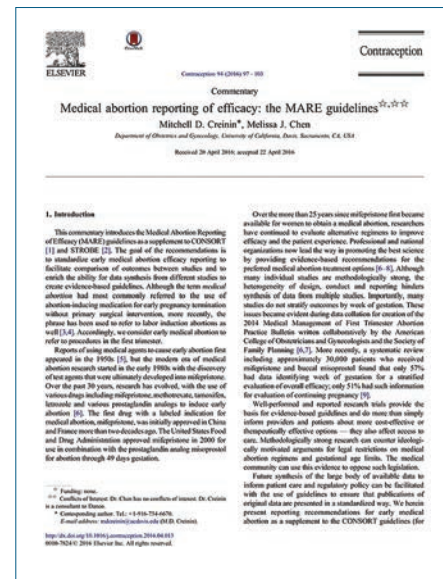 ELSEVIER
Contraception
Contraception 94 (2016) 97 – 103
Commentary
Medical abortion reporting of efficacy: the MARE guidelines☆,☆☆
Mitchell D. Creinin*, Melissa J. Chen
Department of Obstetrics and Gynecology, University of California, Davis, Sacramento, CA, USA
Received 20 April 2016; accepted 22 April 2016
1. Introduction
This commentary introduces the Medical Abortion Reporting
of Efficacy (MARE) guidelines as a supplement to CONSORT
[1] and STROBE [2]. The goal of the recommendations is
to standardize early medical abortion efficacy reporting to
facilitate comparison of outcomes between studies and to
enrich the ability for data synthesis from different studies to
create evidence-based guidelines. Although the term medical
abortion had most commonly referred to the use of
abortion-inducing medication for early pregnancy termination
without primary surgical intervention, more recently, the
phrase has been used to refer to labor induction abortions as
well [3,4]. Accordingly, we consider early medical abortion to
refer to procedures in the first trimester.
Reports of using medical agents to cause early abortion first
appeared in the 1950s [5], but the modern era of medical
abortion research started in the early 1980s with the discovery
of test agents that were ultimately developed into mifepristone.
Over the past 30 years, research has evolved, with the use of
various drugs including mifepristone, methotrexate, tamoxifen,
letrozole and various prostaglandin analogs to induce early
abortion [6]. The first drug with a labeled indication for
medical abortion, mifepristone, was initially approved in China
and France more than two decades ago. The United States Food
and Drug Administration approved mifepristone in 2000 for
use in combination with the prostaglandin analog misoprostol
for abortion through 49 days gestation.
☆ Funding: none.
☆☆ Conflicts of Interest: Dr. Chen has no conflicts of interest. Dr. Creinin
is a consultant to Danco.
* Corresponding author. Tel.: +1-916-734-6670.
E-mail address: mdcreinin@ucdavis.edu (M.D. Creinin).
http://dx.doi.org/10.1016/j.contraception.2016.04.013
0010-7824/© 2016 Elsevier Inc. All rights reserved.
Over the more than 25 years since mifepristone first became
available for women to obtain a medical abortion, researchers
have continued to evaluate alternative regimens to improve
efficacy and the patient experience. Professional and national
organizations now lead the way in promoting the best science
by providing evidence-based recommendations for the
preferred medical abortion treatment options [6–8]. Although
many individual studies are methodologically strong, the
heterogeneity of design, conduct and reporting hinders
synthesis of data from multiple studies. Importantly, many
studies do not stratify outcomes by week of gestation. These
issues became evident during data collation for creation of the
2014 Medical Management of First Trimester Abortion
Practice Bulletin written collaboratively by the American
College of Obstetricians and Gynecologists and the Society of
Family Planning [6,7]. More recently, a systematic review
including approximately 30,000 patients who received
mifepristone and buccal misoprostol found that only 57%
had data identifying week of gestation for a stratified
evaluation of overall efficacy; only 51% had such information
for evaluation of continuing pregnancy [9].
Well-performed and reported research trials provide the
basis for evidence-based guidelines and do more than simply
inform providers and patients about more cost-effective or
therapeutically effective options — they also affect access to
care. Methodologically strong research can counter ideologi-
cally motivated arguments for legal restrictions on medical
abortion regimens and gestational age limits. The medical
community can use this evidence to oppose such legislation.
Future synthesis of the large body of available data to
inform patient care and regulatory policy can be facilitated
with the use of guidelines to ensure that publications of
original data are presented in a standardized way. We herein
present reporting recommendations for early medical
abortion as a supplement to the CONSORT guidelines (for